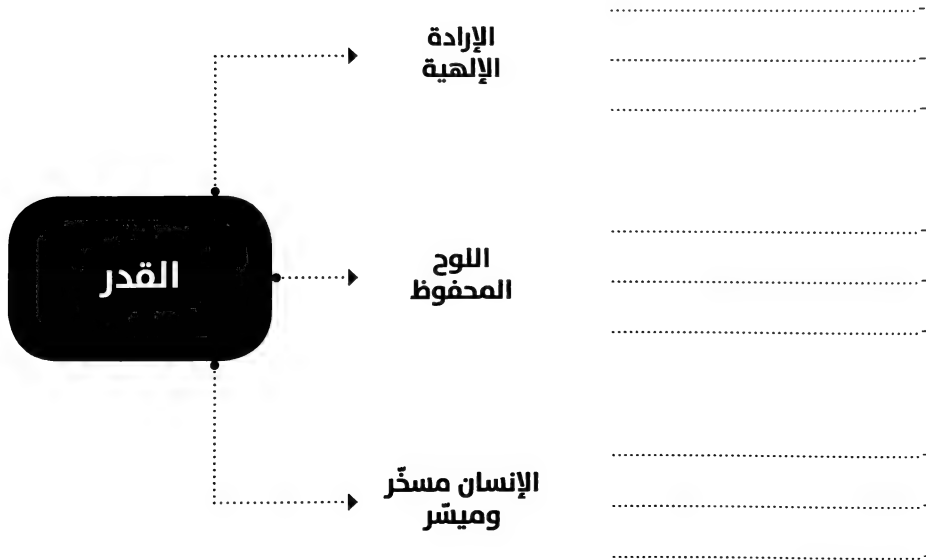 الإرادة
الإلهية
القدر
اللوح
المحفوظ
الإنسان مسخّر
وميسّر